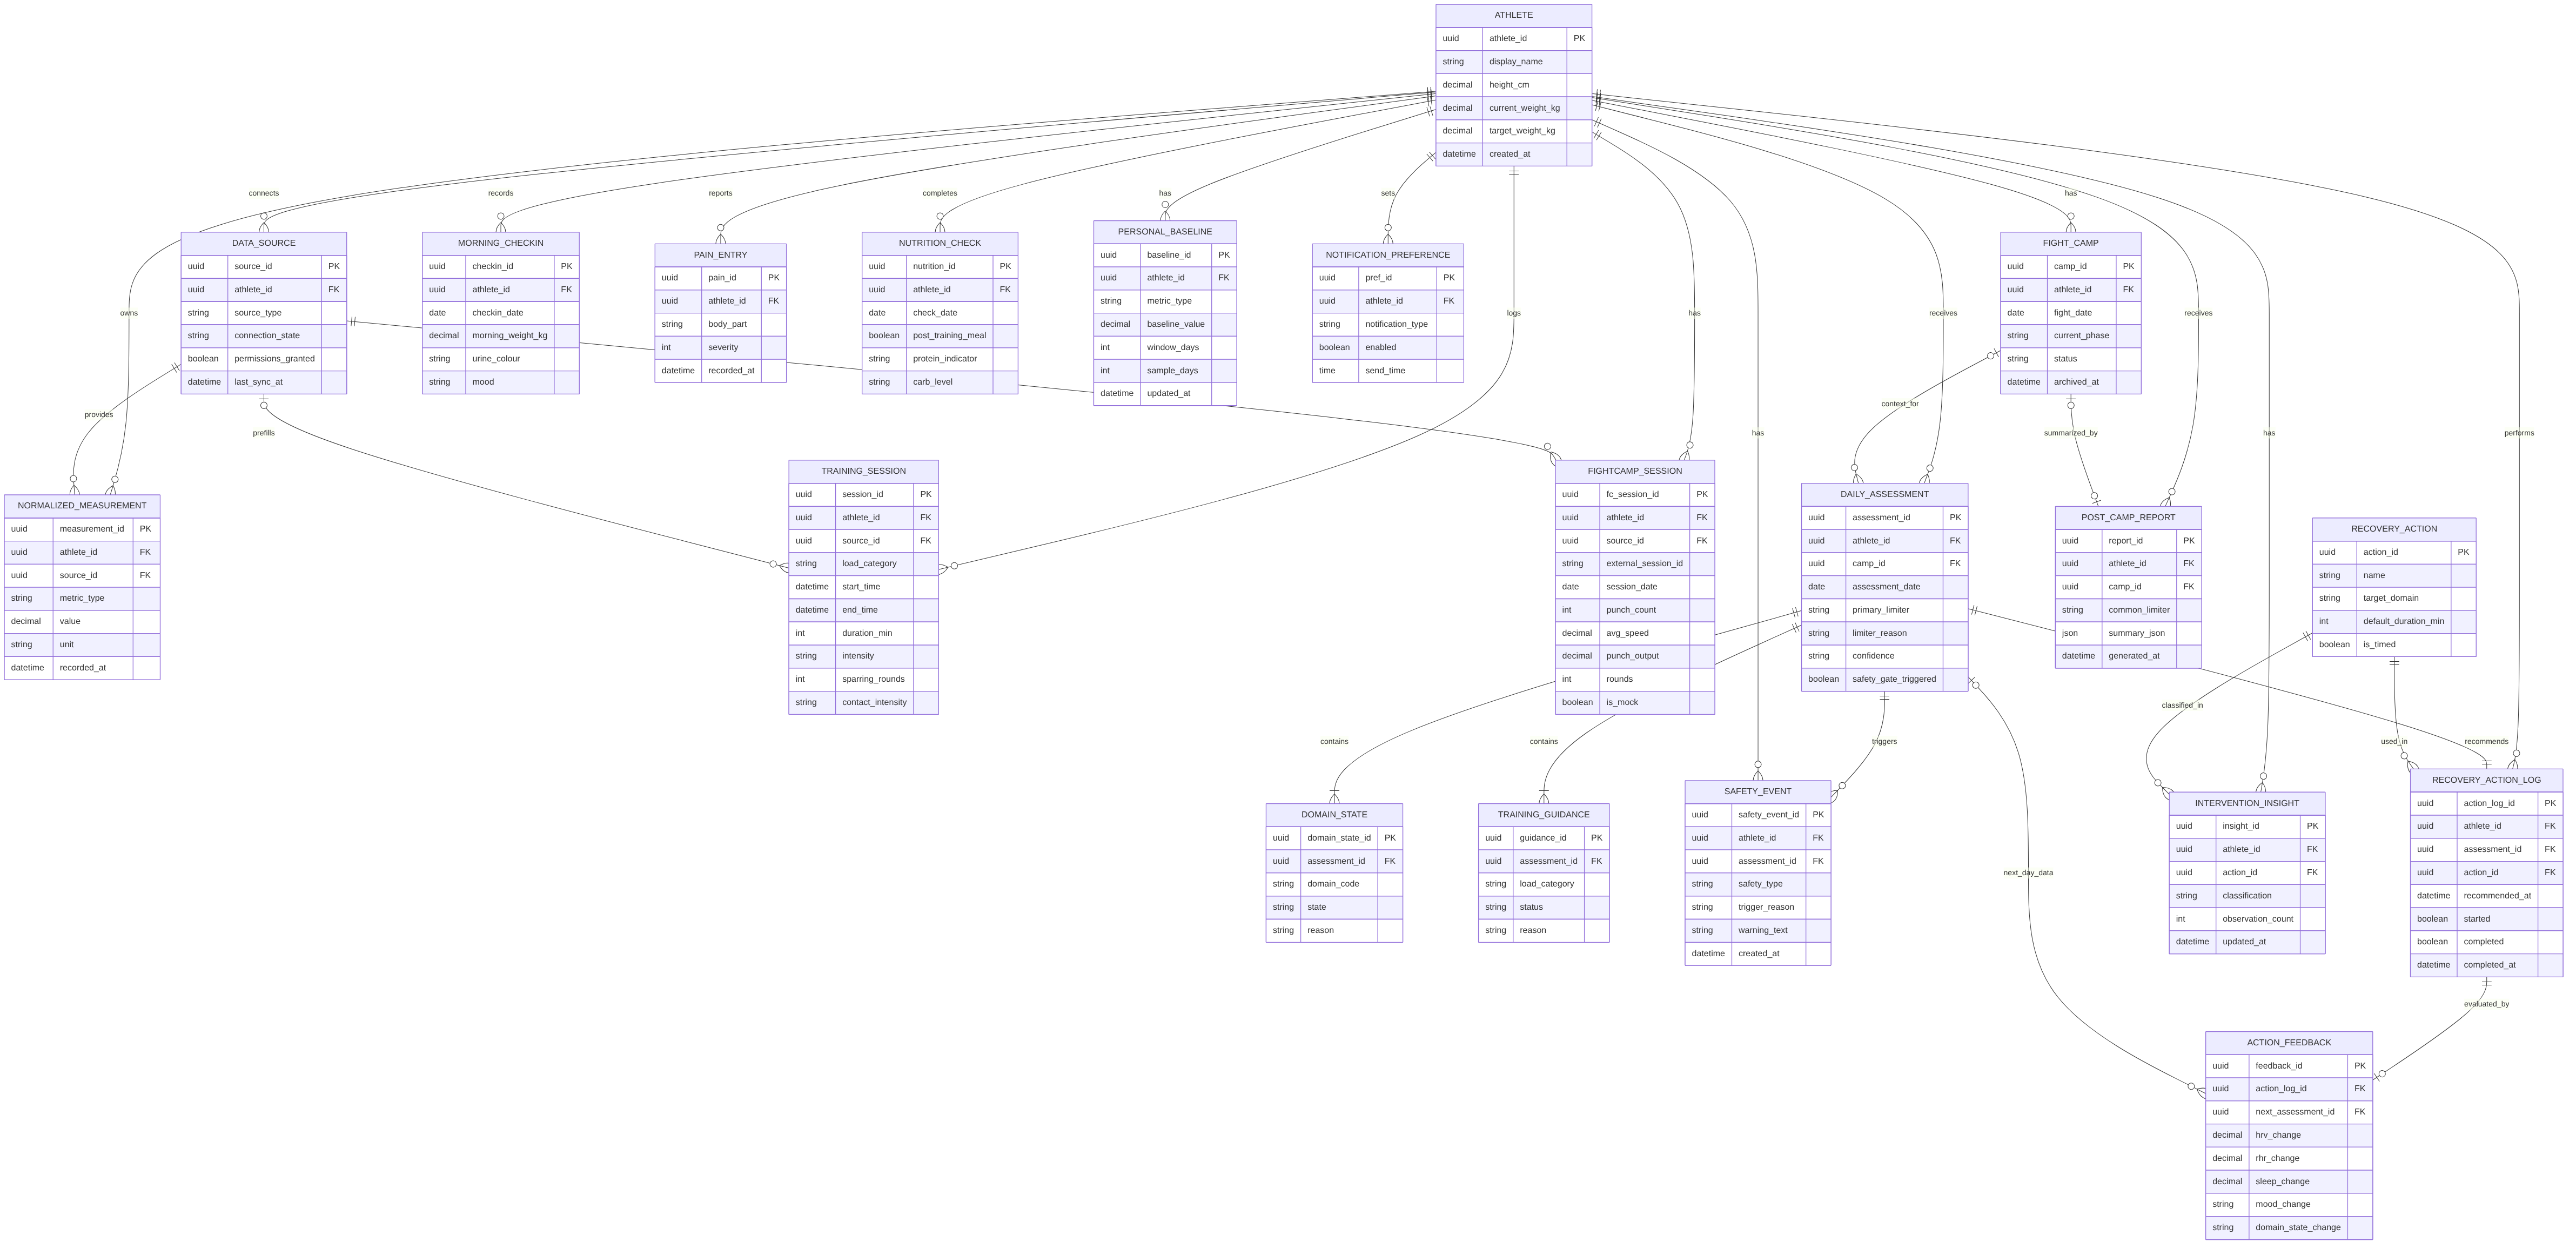 ATHLETE
uuid athlete_id PK
string display_name
decimal height_cm
decimal current_weight_kg
decimal target_weight_kg
datetime created_at
connects
records
reports
completes
has
sets
has
DATA_SOURCE
uuid source_id PK
uuid athlete_id FK
string source_type
string connection_state
boolean permissions_granted
datetime last_sync_at
MORNING_CHECKIN
uuid checkin_id PK
uuid athlete_id FK
date checkin_date
decimal morning_weight_kg
string urine_colour
string mood
PAIN_ENTRY
uuid pain_id PK
uuid athlete_id FK
string body_part
int severity
datetime recorded_at
NUTRITION_CHECK
uuid nutrition_id PK
uuid athlete_id FK
date check_date
boolean post_training_meal
string protein_indicator
string carb_level
PERSONAL_BASELINE
uuid baseline_id PK
uuid athlete_id FK
string metric_type
decimal baseline_value
int window_days
int sample_days
datetime updated_at
NOTIFICATION_PREFERENCE
uuid pref_id PK
uuid athlete_id FK
string notification_type
boolean enabled
time send_time
FIGHT_CAMP
uuid camp_id PK
uuid athlete_id FK
date fight_date
string current_phase
string status
datetime archived_at
owns
logs
has
receives
receives
provides
prefills
context_for
summarized_by
has
has
performs
NORMALIZED_MEASUREMENT
uuid measurement_id PK
uuid athlete_id FK
uuid source_id FK
string metric_type
decimal value
string unit
datetime recorded_at
TRAINING_SESSION
uuid session_id PK
uuid athlete_id FK
uuid source_id FK
string load_category
datetime start_time
datetime end_time
int duration_min
string intensity
int sparring_rounds
string contact_intensity
FIGHTCAMP_SESSION
uuid fc_session_id PK
uuid athlete_id FK
uuid source_id FK
string external_session_id
date session_date
int punch_count
decimal avg_speed
decimal punch_output
int rounds
boolean is_mock
DAILY_ASSESSMENT
uuid assessment_id PK
uuid athlete_id FK
uuid camp_id FK
date assessment_date
string primary_limiter
string limiter_reason
string confidence
boolean safety_gate_triggered
POST_CAMP_REPORT
uuid report_id PK
uuid athlete_id FK
uuid camp_id FK
string common_limiter
json summary_json
datetime generated_at
RECOVERY_ACTION
uuid action_id PK
string name
string target_domain
int default_duration_min
boolean is_timed
classified_in
contains
contains
triggers
used_in
recommends
DOMAIN_STATE
uuid domain_state_id PK
uuid assessment_id FK
string domain_code
string state
string reason
TRAINING_GUIDANCE
uuid guidance_id PK
uuid assessment_id FK
string load_category
string status
string reason
SAFETY_EVENT
uuid safety_event_id PK
uuid athlete_id FK
uuid assessment_id FK
string safety_type
string trigger_reason
string warning_text
datetime created_at
next_day_data
INTERVENTION_INSIGHT
uuid insight_id PK
uuid athlete_id FK
uuid action_id FK
string classification
int observation_count
datetime updated_at
RECOVERY_ACTION_LOG
uuid action_log_id PK
uuid athlete_id FK
uuid assessment_id FK
uuid action_id FK
datetime recommended_at
boolean started
boolean completed
datetime completed_at
evaluated_by
ACTION_FEEDBACK
uuid feedback_id PK
uuid action_log_id FK
uuid next_assessment_id FK
decimal hrv_change
decimal rhr_change
decimal sleep_change
string mood_change
string domain_state_change